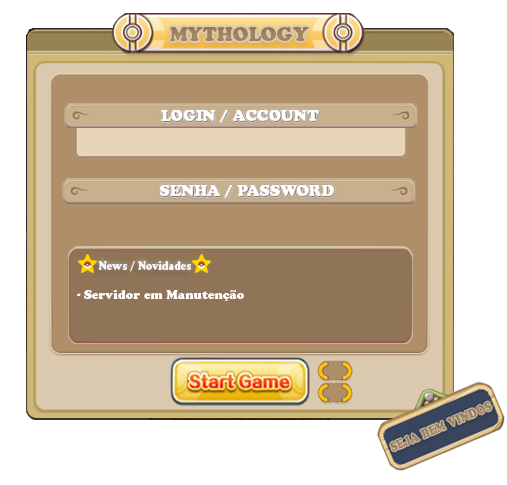 MYTHOLOGY
LOGIN / ACCOUNT
SENHA / PASSWORD
News / Novidades
- Servidor em Manutenção
Start Game
SEJA BEM VINDOS